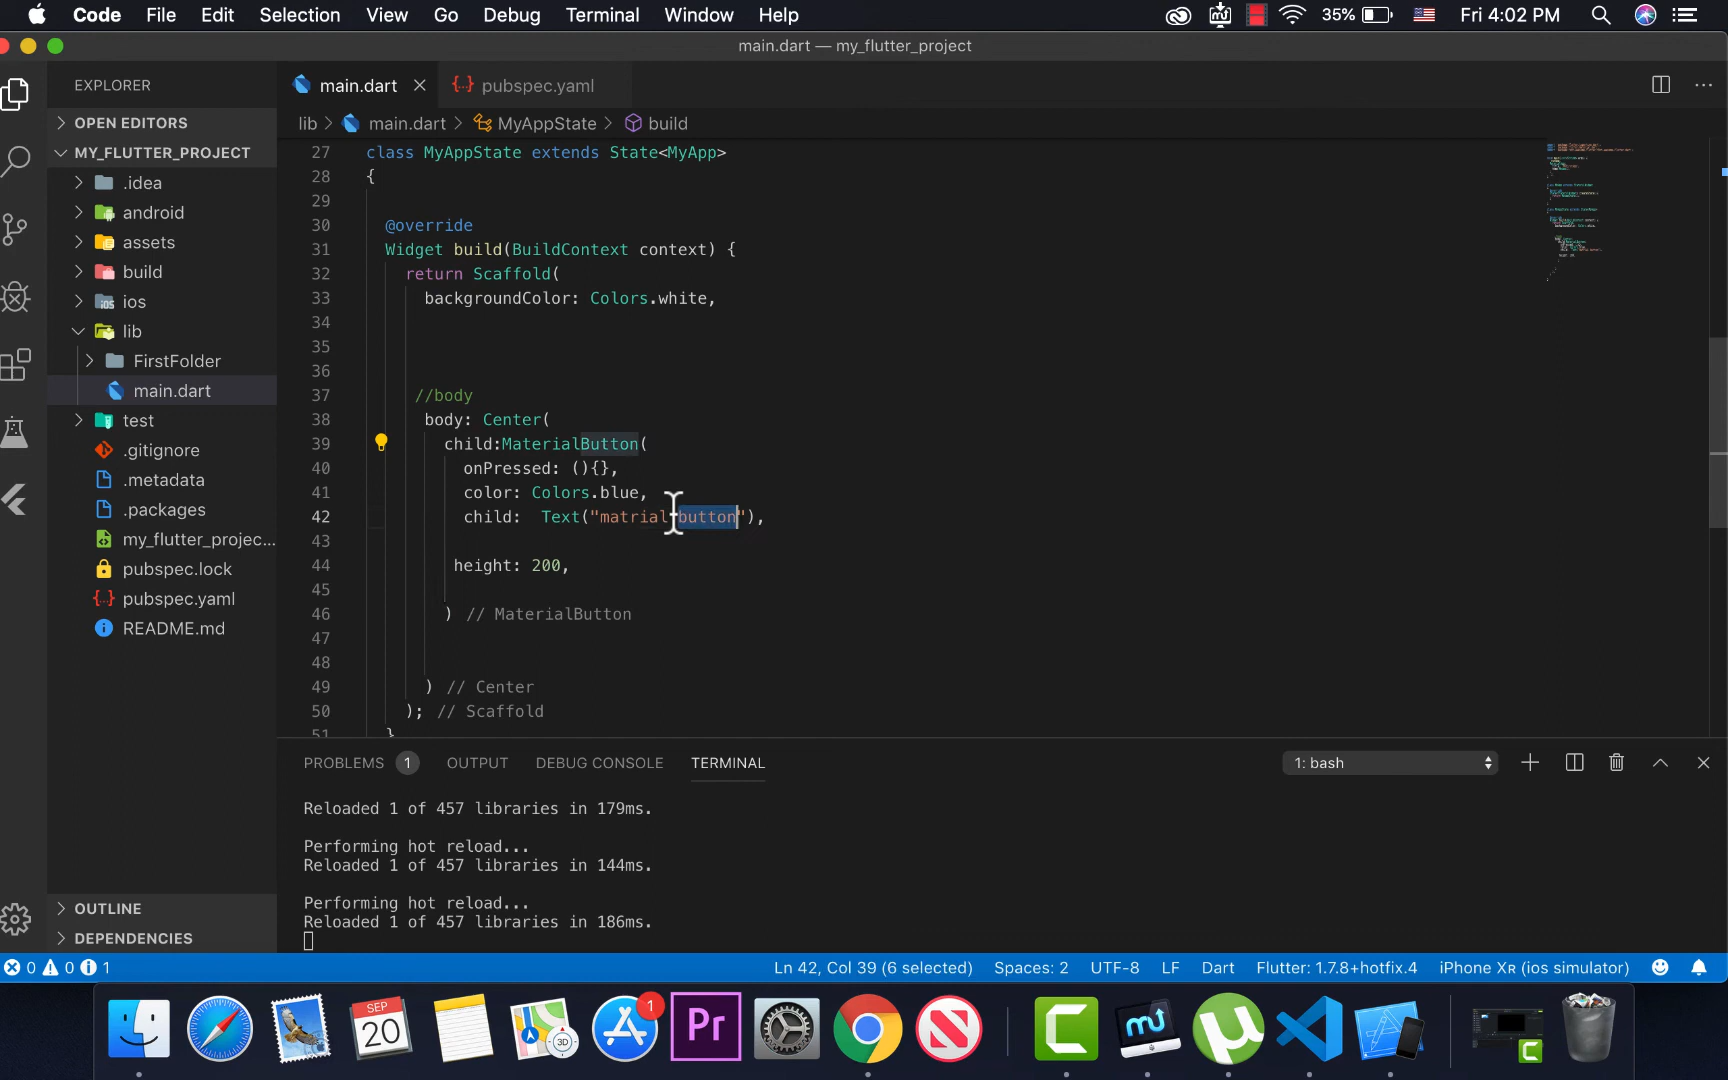 Code File Edit Selection View Go Debug Terminal Window Help 35% Fri 4:02 PM
main.dart — my_flutter_project
EXPLORER
main.dart
pubspec.yaml
OPEN EDITORS
lib > main.dart > MyAppState > build
MY_FLUTTER_PROJECT
.idea
android
assets
build
ios
lib
FirstFolder
main.dart
test
.gitignore
.metadata
.packages
my_flutter_projec...
pubspec.lock
pubspec.yaml
README.md
OUTLINE
DEPENDENCIES
27 class MyAppState extends State<MyApp>
28 {
29
30 @override
31 Widget build(BuildContext context) {
32 return Scaffold(
33 backgroundColor: Colors.white,
34
35
36
37 //body
38 body: Center(
39 child:MaterialButton(
40 onPressed: (){},
41 color: Colors.blue,
42 child:  Text("matrial button"),
43
44 height: 200,
45
46 ) // MaterialButton
47
48
49 ) // Center
50 ); // Scaffold
51 }
PROBLEMS 1 OUTPUT DEBUG CONSOLE TERMINAL 1: bash
Reloaded 1 of 457 libraries in 179ms.
Performing hot reload...
Reloaded 1 of 457 libraries in 144ms.
Performing hot reload...
Reloaded 1 of 457 libraries in 186ms.
0 0 1 Ln 42, Col 39 (6 selected) Spaces: 2 UTF-8 LF Dart Flutter: 1.7.8+hotfix.4 iPhone Xʀ (ios simulator)
SEP
20
3D
1
Pr